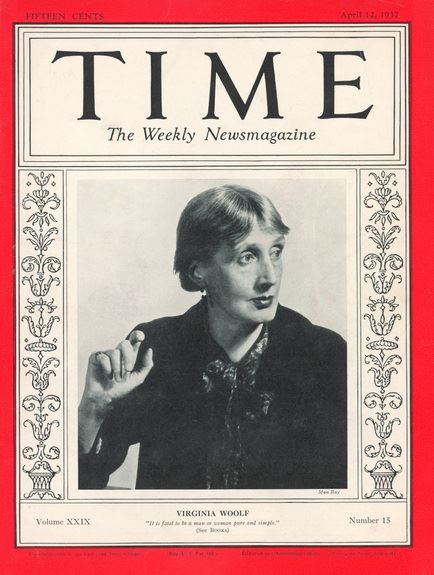 FIFTEEN CENTS
April 12, 1937
TIME
The Weekly Newsmagazine
Man Ray
VIRGINIA WOOLF
Volume XXIX
"It is fatal to be a man or woman pure and simple."
Number 15
(See BOOKS)